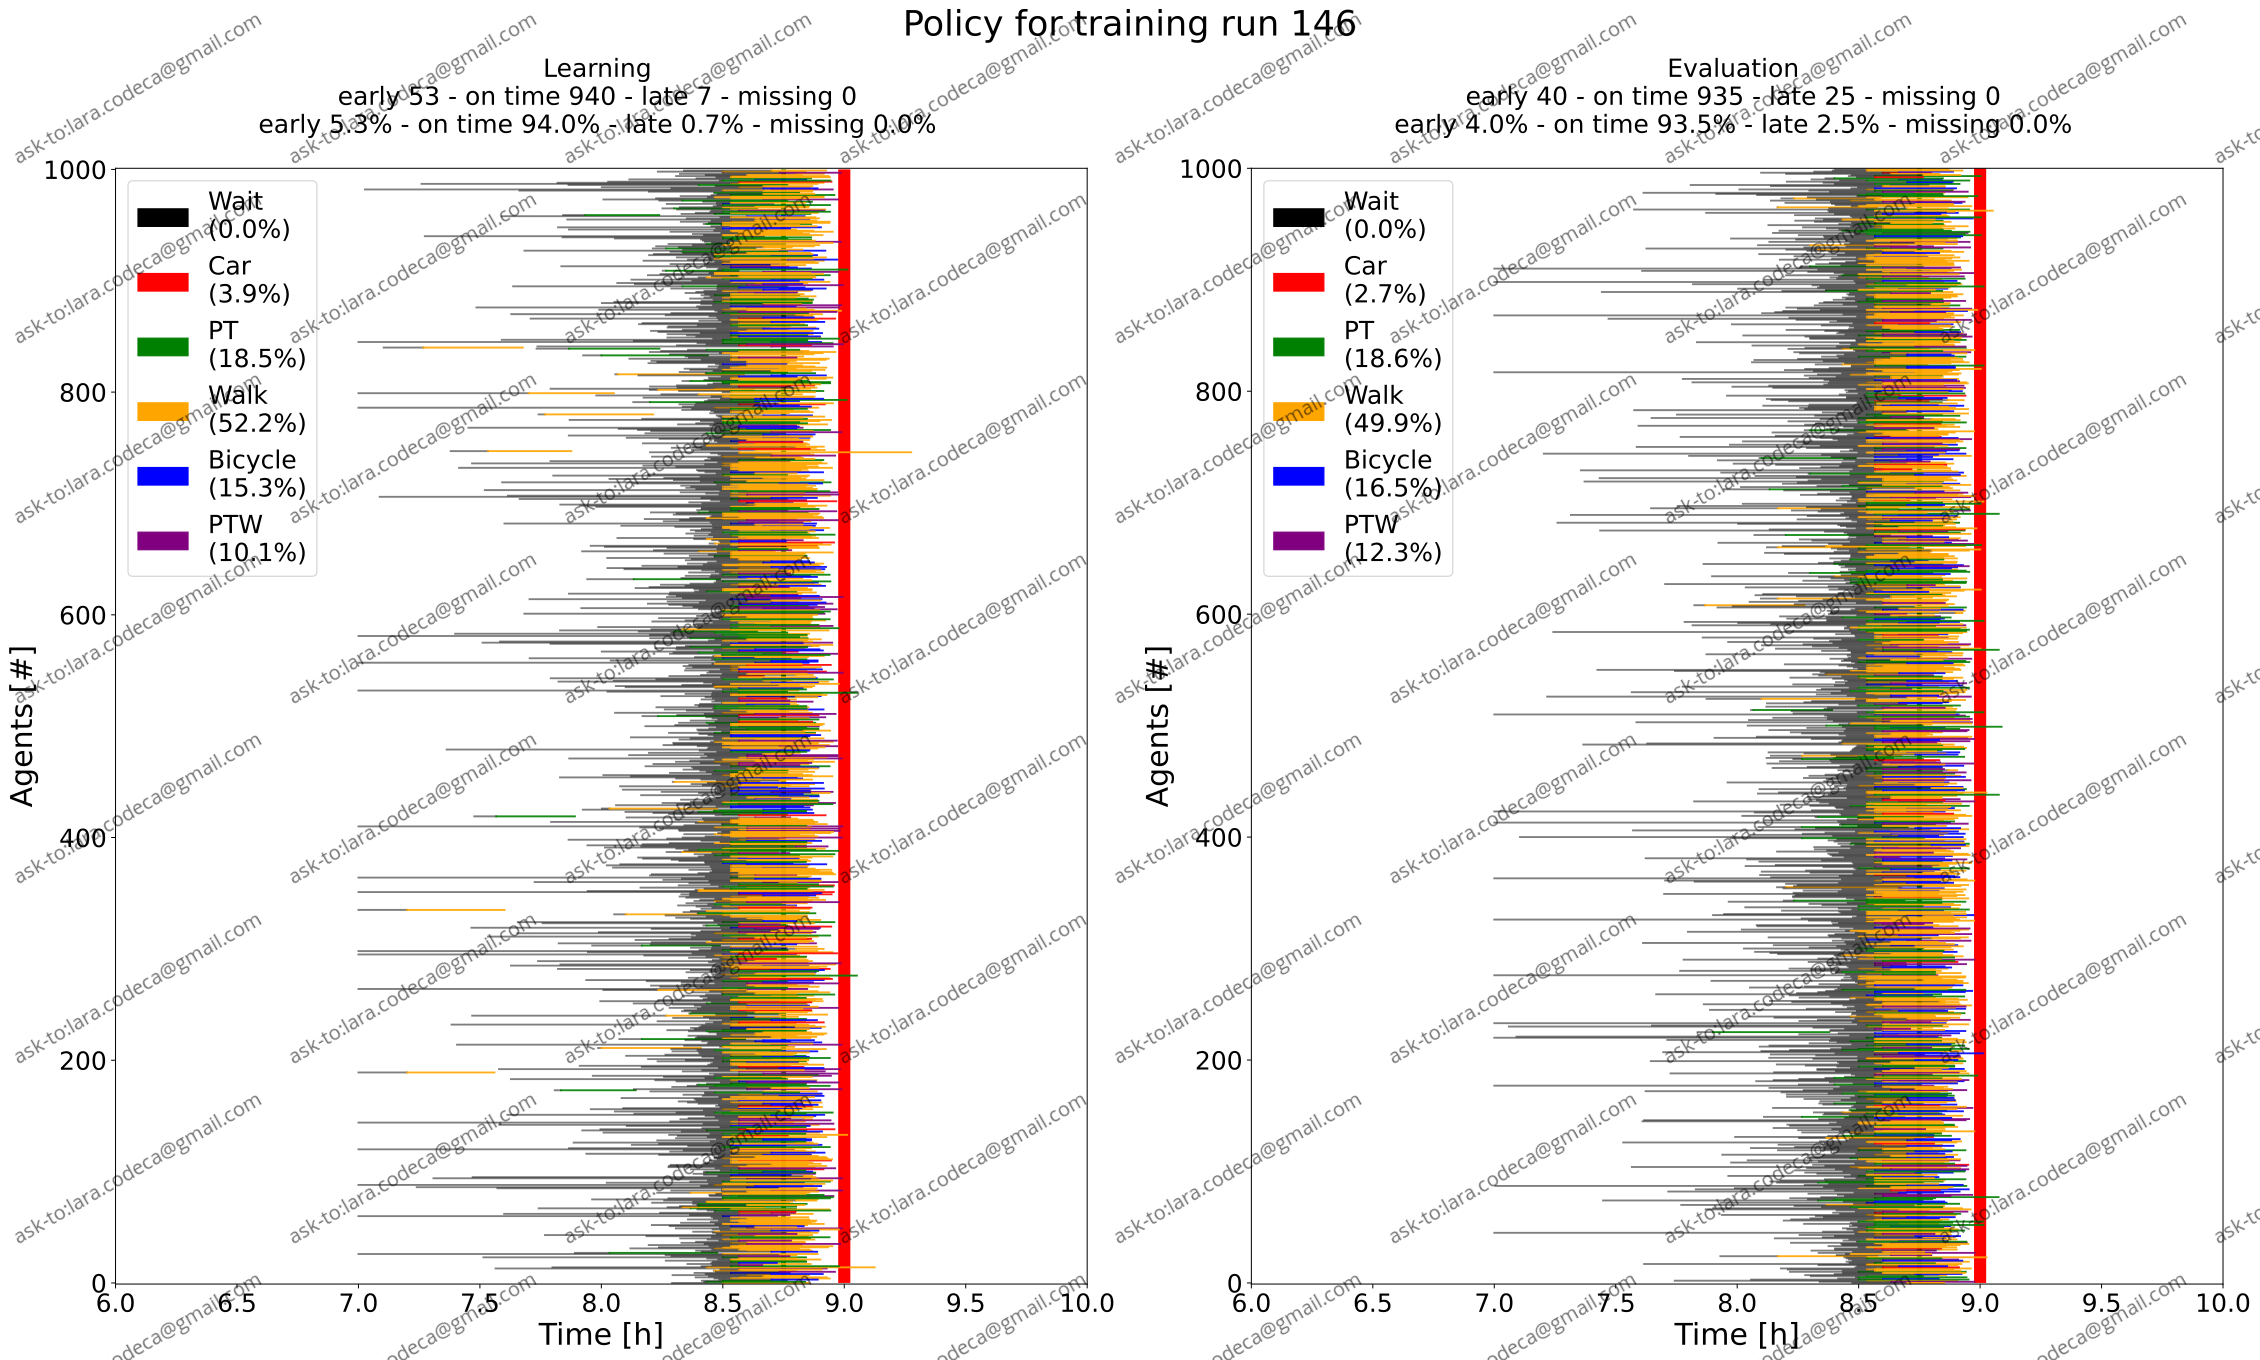 Policy for training run 146
Learning
early 53 - on time 940 - late 7 - missing 0
early 5.3% - on time 94.0% - late 0.7% - missing 0.0%
1000
800
600
400
200
0
Agents [#]
Wait
(0.0%)
Car
(3.9%)
PT
(18.5%)
Walk
(52.2%)
Bicycle
(15.3%)
PTW
(10.1%)
6.0 6.5 7.0 7.5 8.0 8.5 9.0 9.5 10.0
Time [h]
Evaluation
early 40 - on time 935 - late 25 - missing 0
early 4.0% - on time 93.5% - late 2.5% - missing 0.0%
1000
800
600
400
200
0
Agents [#]
Wait
(0.0%)
Car
(2.7%)
PT
(18.6%)
Walk
(49.9%)
Bicycle
(16.5%)
PTW
(12.3%)
6.0 6.5 7.0 7.5 8.0 8.5 9.0 9.5 10.0
Time [h]
ask-to:lara.codeca@gmail.com